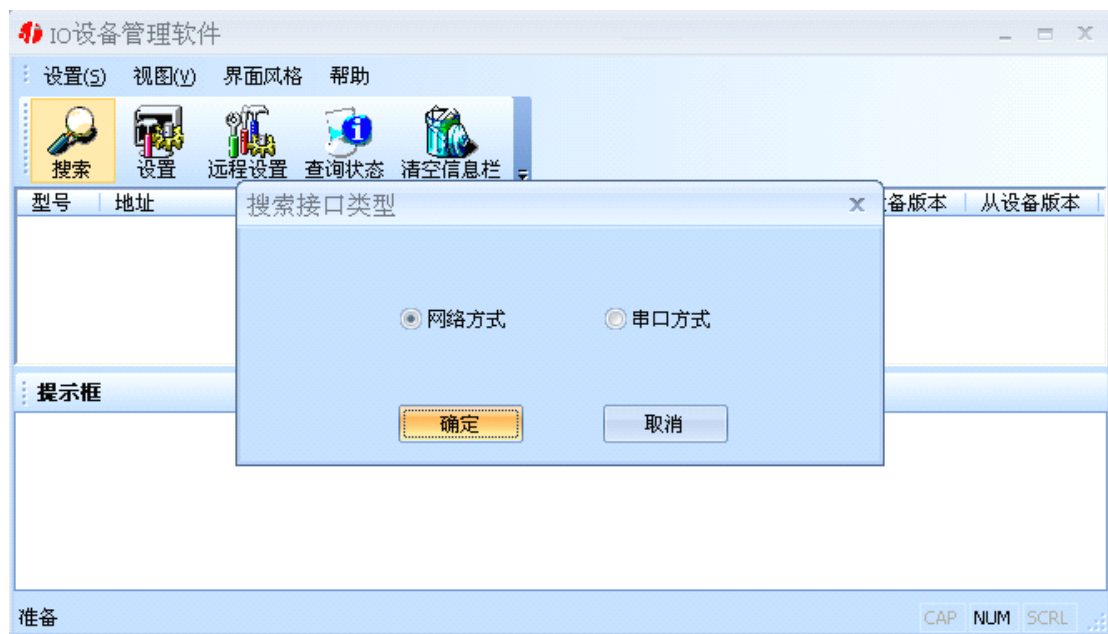 IO设备管理软件
设置(S) 视图(V) 界面风格 帮助
搜索 设置 远程设置 查询状态 清空信息栏
型号 地址 备版本 从设备版本
搜索接口类型
网络方式 串口方式
确定 取消
提示框
准备 CAP NUM SCRL